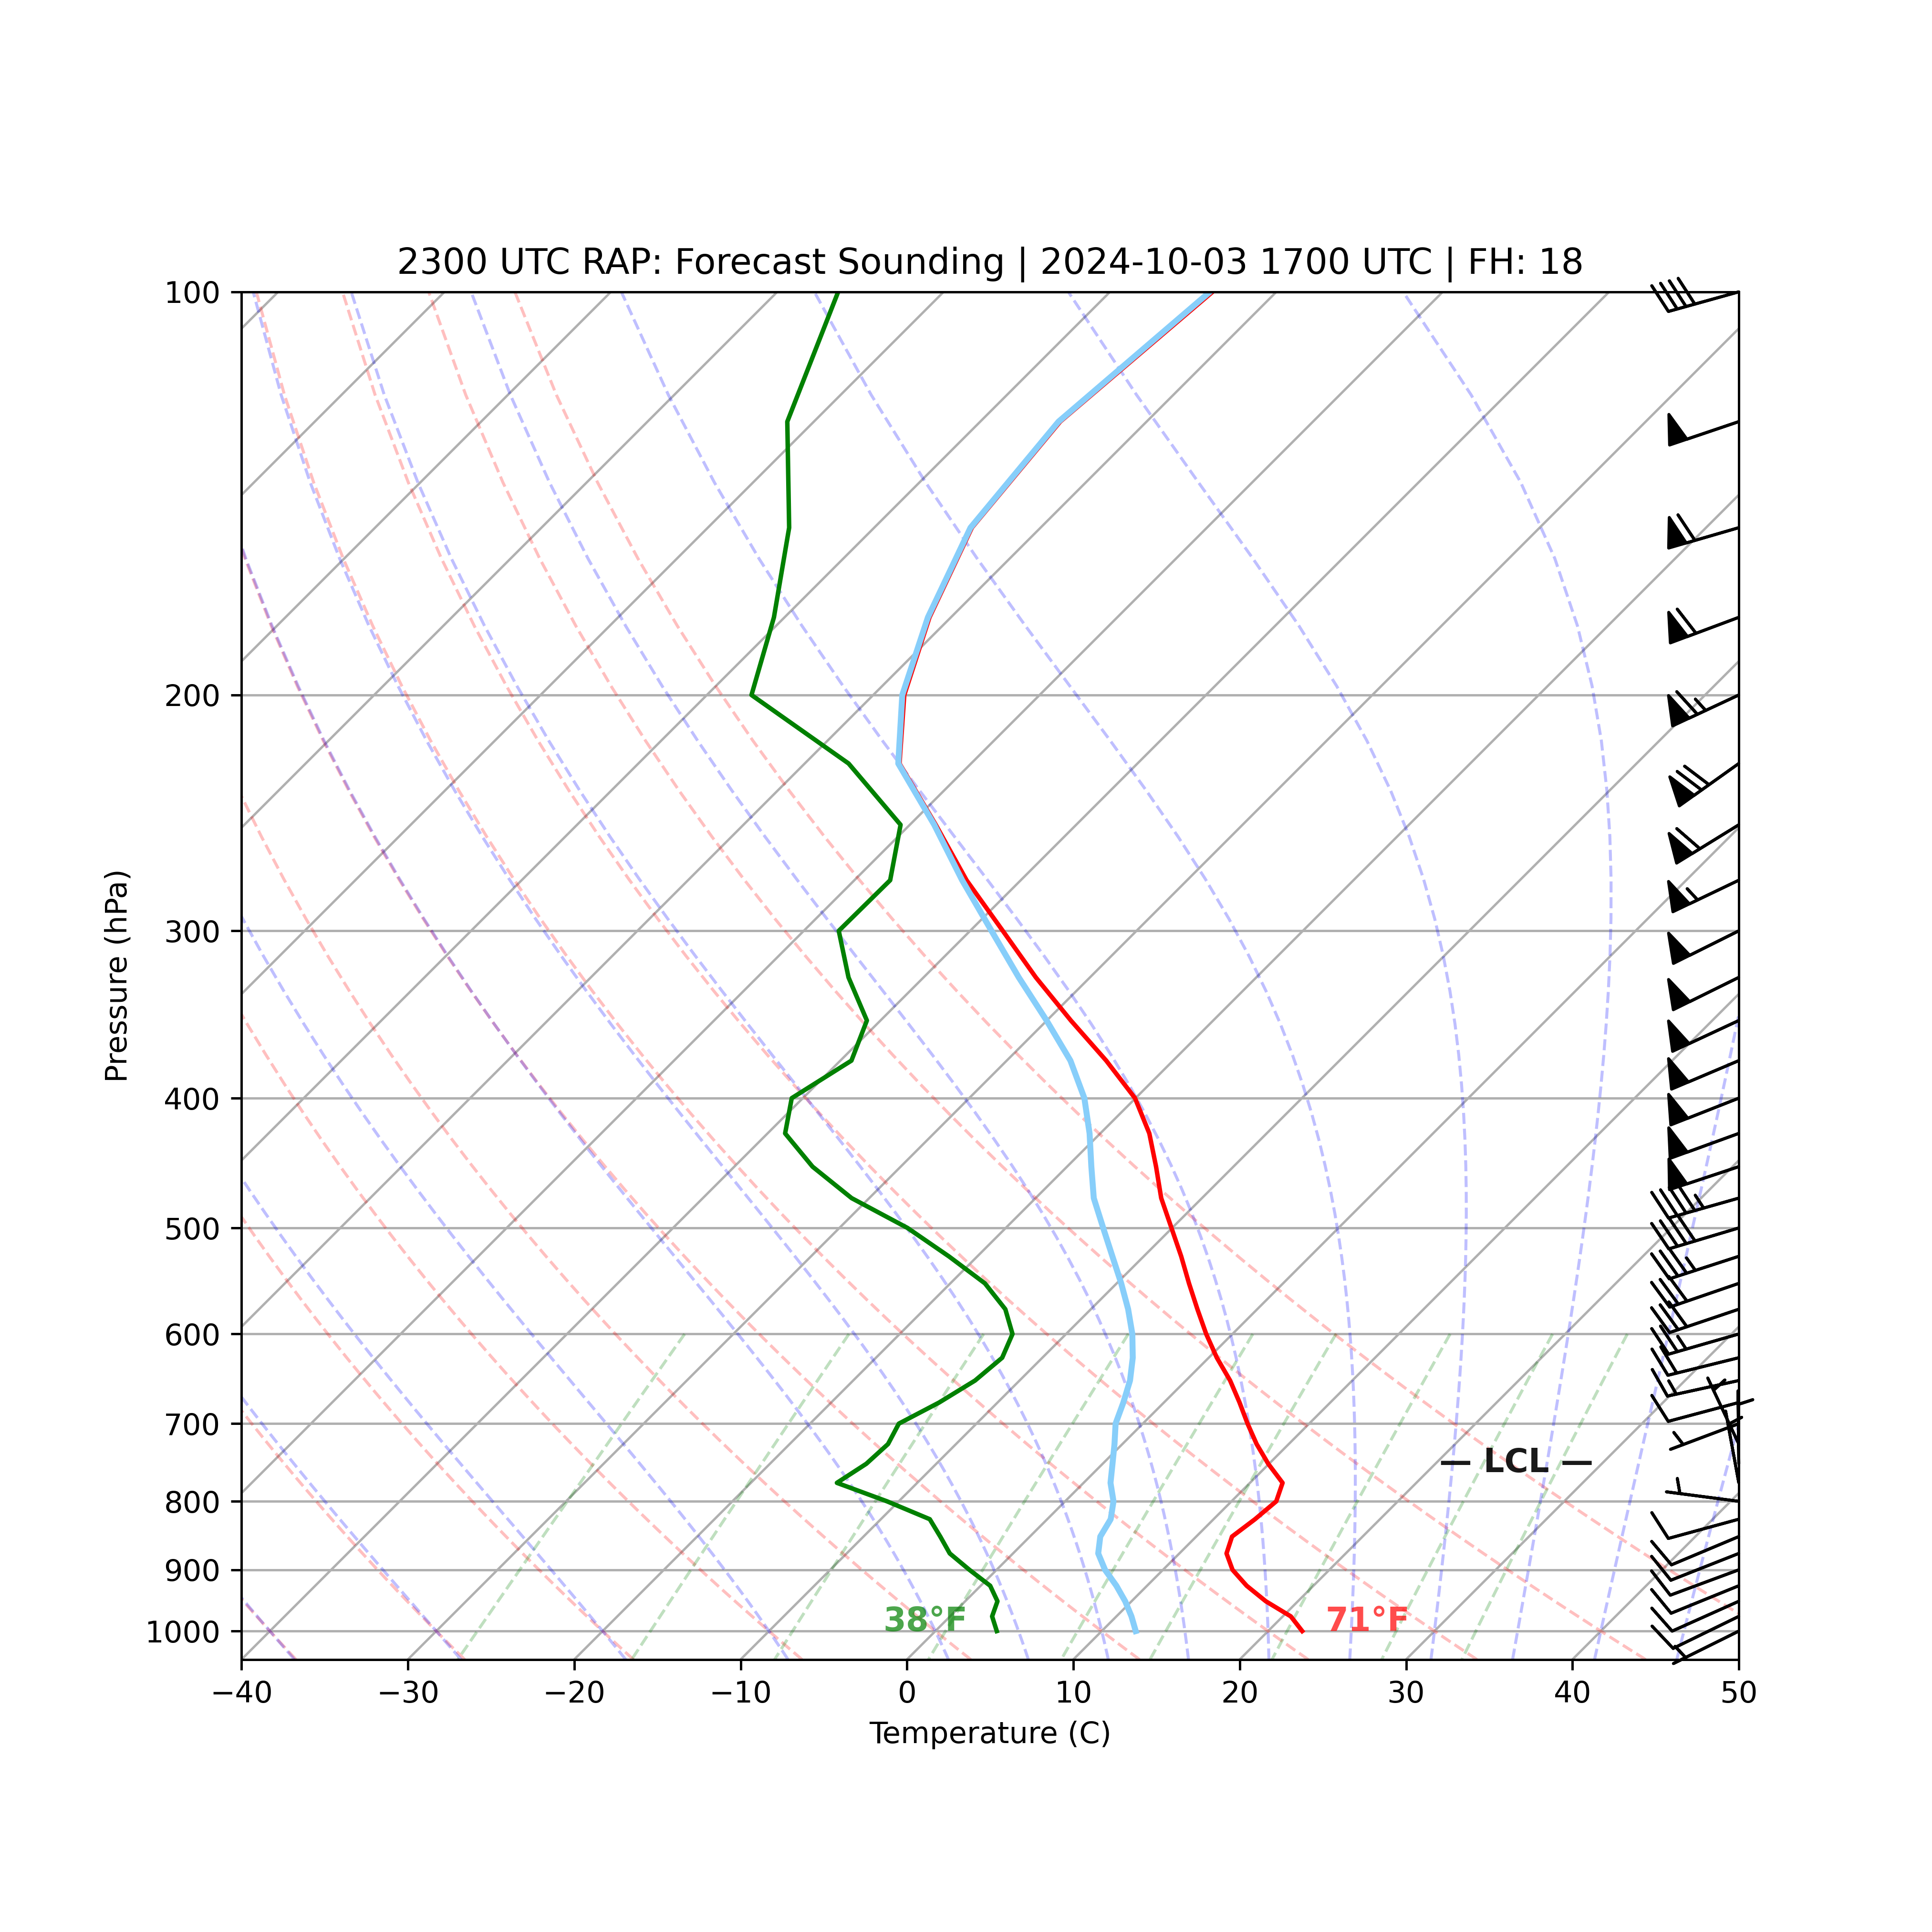 2300 UTC RAP: Forecast Sounding | 2024-10-03 1700 UTC | FH: 18
100
200
300
400
500
600
700
800
900
1000
Pressure (hPa)
— LCL —
38°F
71°F
−40 −30 −20 −10 0 10 20 30 40 50
Temperature (C)